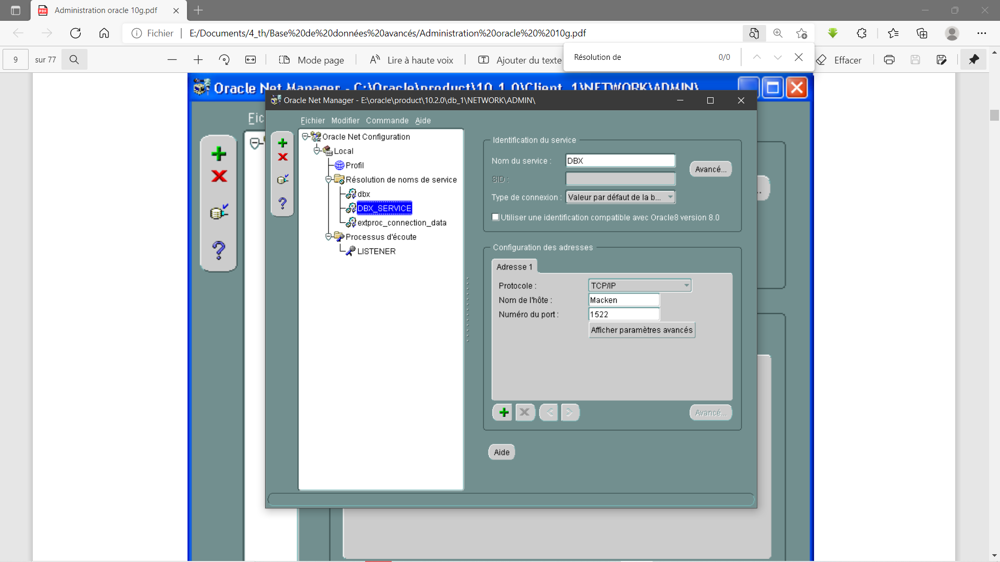 Administration oracle 10g.pdf
Fichier
E:/Documents/4_th/Base%20de%20données%20avancés/Administration%20oracle%20%2010g.pdf
9 sur 77
Mode page
Lire à haute voix
Ajouter du texte
Résolution de
0/0
Effacer
Oracle Net Manager - C:\Oracle\product\10.1.0\Client_1\NETWORK\ADMIN\
Fic
Oracle Net Manager - E:\oracle\product\10.2.0\db_1\NETWORK\ADMIN\
Fichier Modifier Commande Aide
Oracle Net Configuration
Local
Profil
Résolution de noms de service
dbx
DBX_SERVICE
extproc_connection_data
Processus d'écoute
LISTENER
Identification du service
Nom du service : DBX
Avancé...
SID :
Type de connexion : Valeur par défaut de la b...
Utiliser une identification compatible avec Oracle8 version 8.0
Configuration des adresses
Adresse 1
Protocole : TCP/IP
Nom de l'hôte : Macken
Numéro du port : 1522
Afficher paramètres avancés
Avancé...
Aide